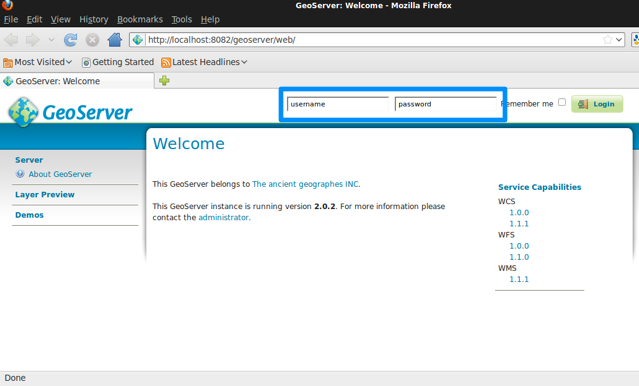 GeoServer: Welcome - Mozilla Firefox
File Edit View History Bookmarks Tools Help
http://localhost:8082/geoserver/web/
Most Visited Getting Started Latest Headlines
GeoServer: Welcome
GeoServer
username password Remember me Login
Welcome
Server
About GeoServer
Layer Preview
Demos
This GeoServer belongs to The ancient geographes INC.
This GeoServer instance is running version 2.0.2. For more information please
contact the administrator.
Service Capabilities
WCS
1.0.0
1.1.1
WFS
1.0.0
1.1.0
WMS
1.1.1
Done